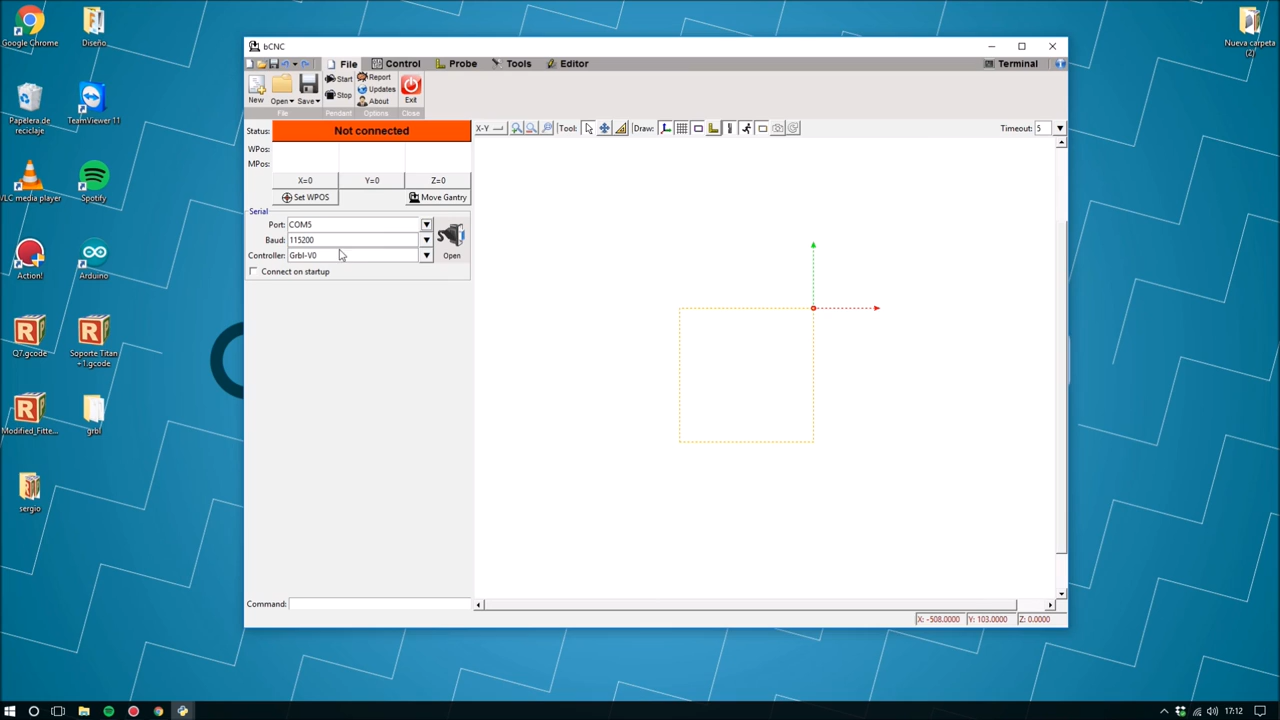 Google Chrome
Diseño
Nueva carpeta
(2)
Papelera de
reciclaje
TeamViewer 11
VLC media player
Spotify
Action!
Arduino
Q7.gcode
Soporte Titan
+1.gcode
Modified_Fitte...
grbl
sergio
bCNC
File
Control
Probe
Tools
Editor
Terminal
New
Open
Save
Start
Stop
Report
Updates
About
Exit
File
Pendant
Options
Close
Status:
Not connected
WPos:
MPos:
X=0
Y=0
Z=0
Set WPOS
Move Gantry
Serial
Port:
COM5
Baud:
115200
Controller:
Grbl-V0
Open
Connect on startup
X-Y
Tool:
Draw:
Timeout:
5
Command:
X: -508.0000
Y: 103.0000
Z: 0.0000
17:12